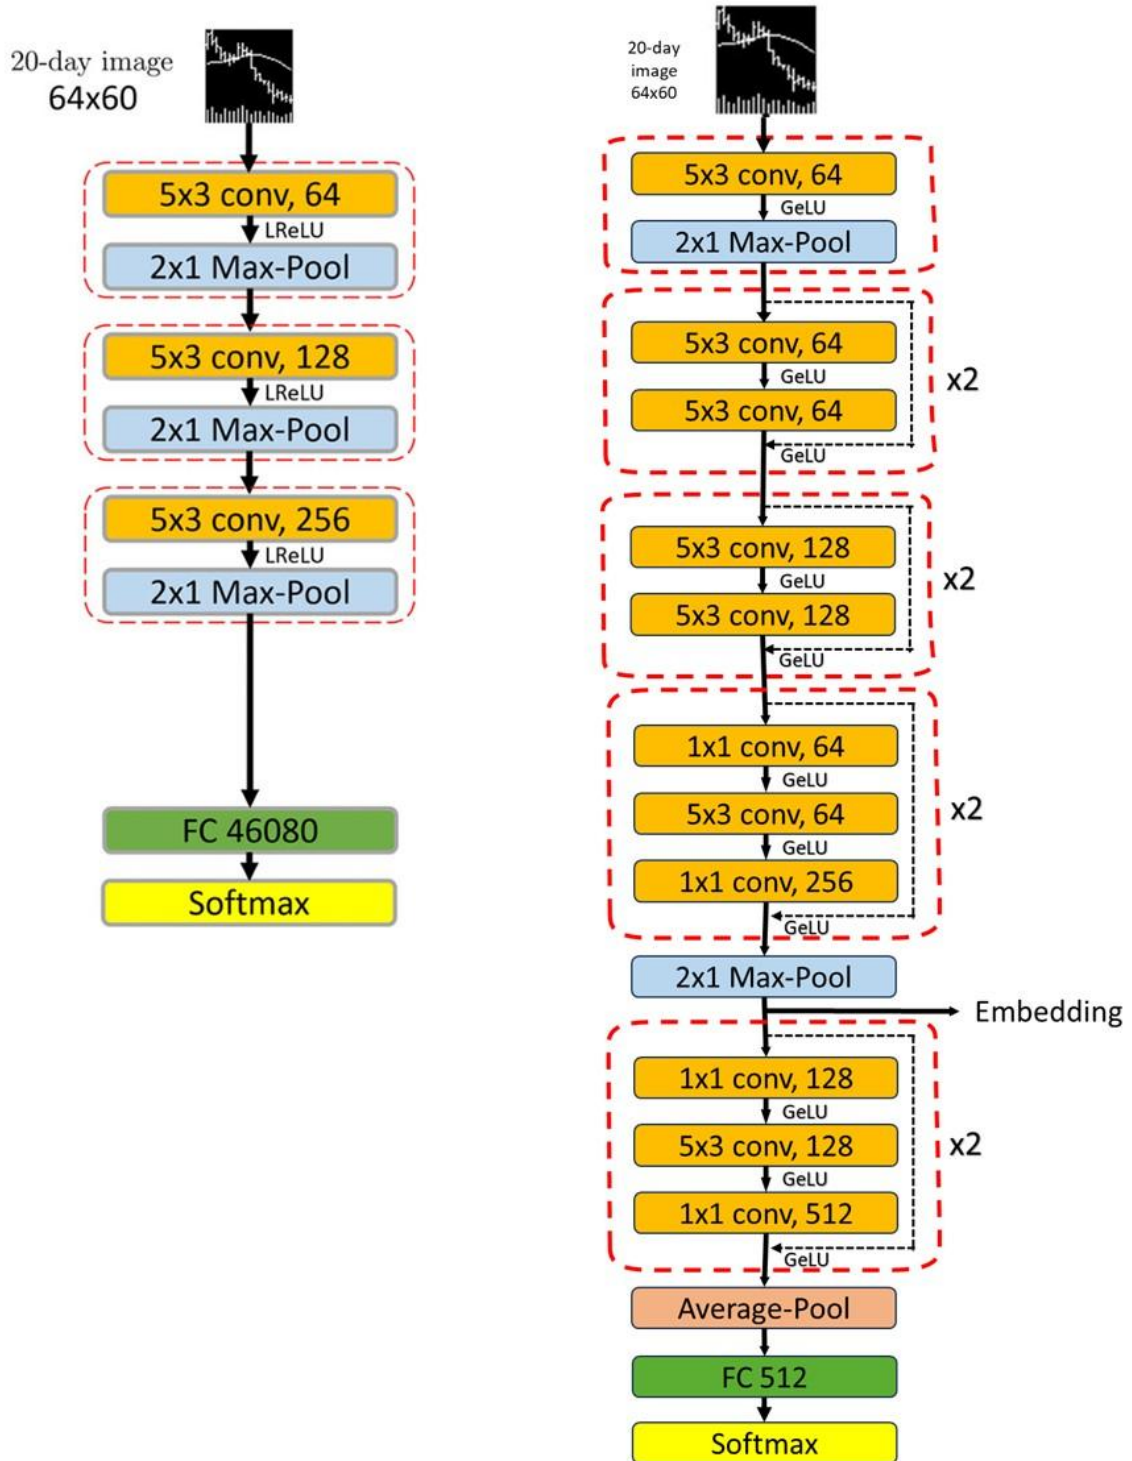 20-day image
64x60
5x3 conv, 64
LReLU
2x1 Max-Pool
5x3 conv, 128
LReLU
2x1 Max-Pool
5x3 conv, 256
LReLU
2x1 Max-Pool
FC 46080
Softmax
20-day
image
64x60
5x3 conv, 64
GeLU
2x1 Max-Pool
5x3 conv, 64
GeLU
5x3 conv, 64
GeLU
x2
5x3 conv, 128
GeLU
5x3 conv, 128
GeLU
x2
1x1 conv, 64
GeLU
5x3 conv, 64
GeLU
1x1 conv, 256
GeLU
x2
2x1 Max-Pool
Embedding
1x1 conv, 128
GeLU
5x3 conv, 128
GeLU
1x1 conv, 512
GeLU
x2
Average-Pool
FC 512
Softmax